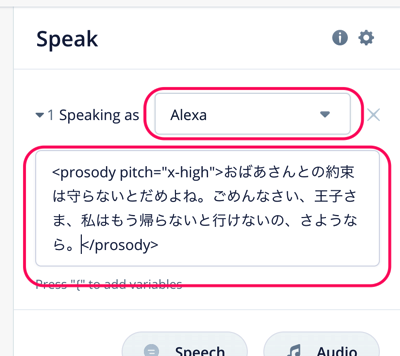 Speak
1 Speaking as
Alexa
<prosody pitch="x-high">おばあさんとの約束
は守らないとだめよね。ごめんなさい、王子さ
ま、私はもう帰らないと行けないの、さような
ら。</prosody>
Press "{" to add variables
Speech
Audio